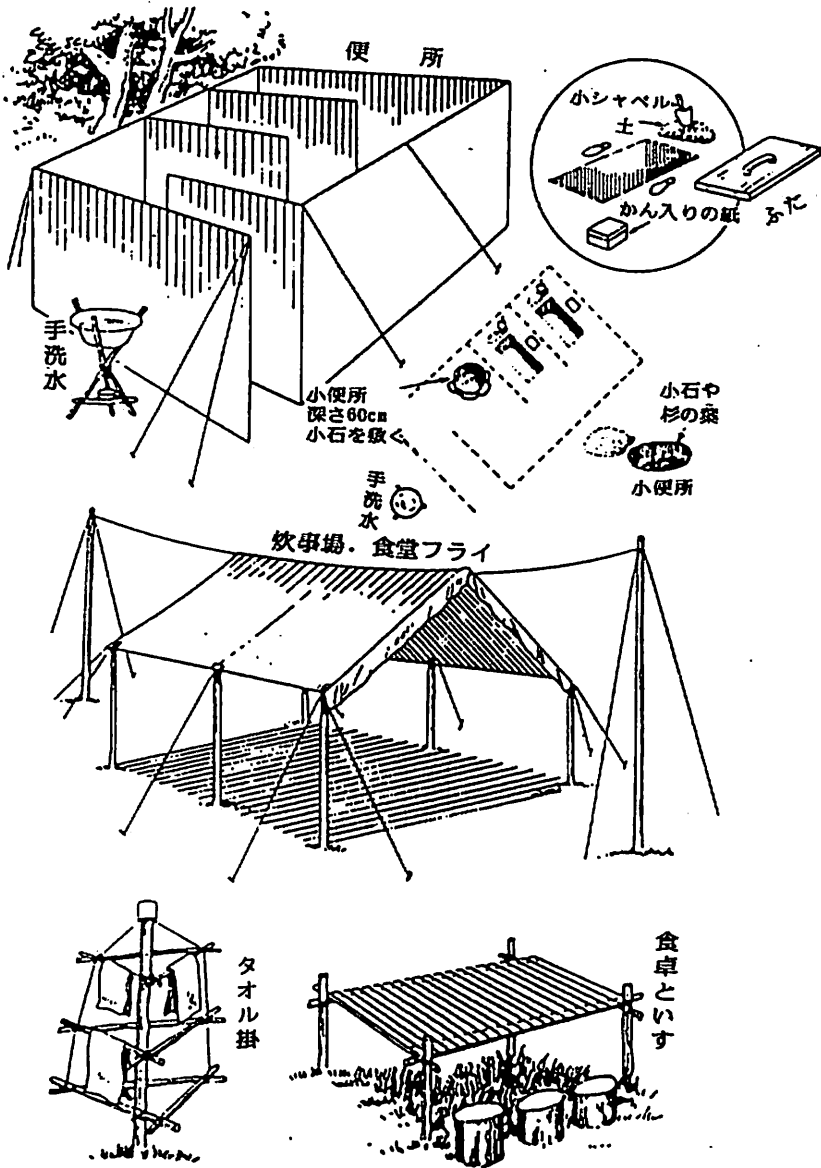 便所
小シャベル
土
かん入りの紙
ふた
手洗水
小便所
深さ60cm
小石を敷く
小石や
杉の葉
小便所
手洗水
炊事場．食堂フライ
タオル掛
食卓といす